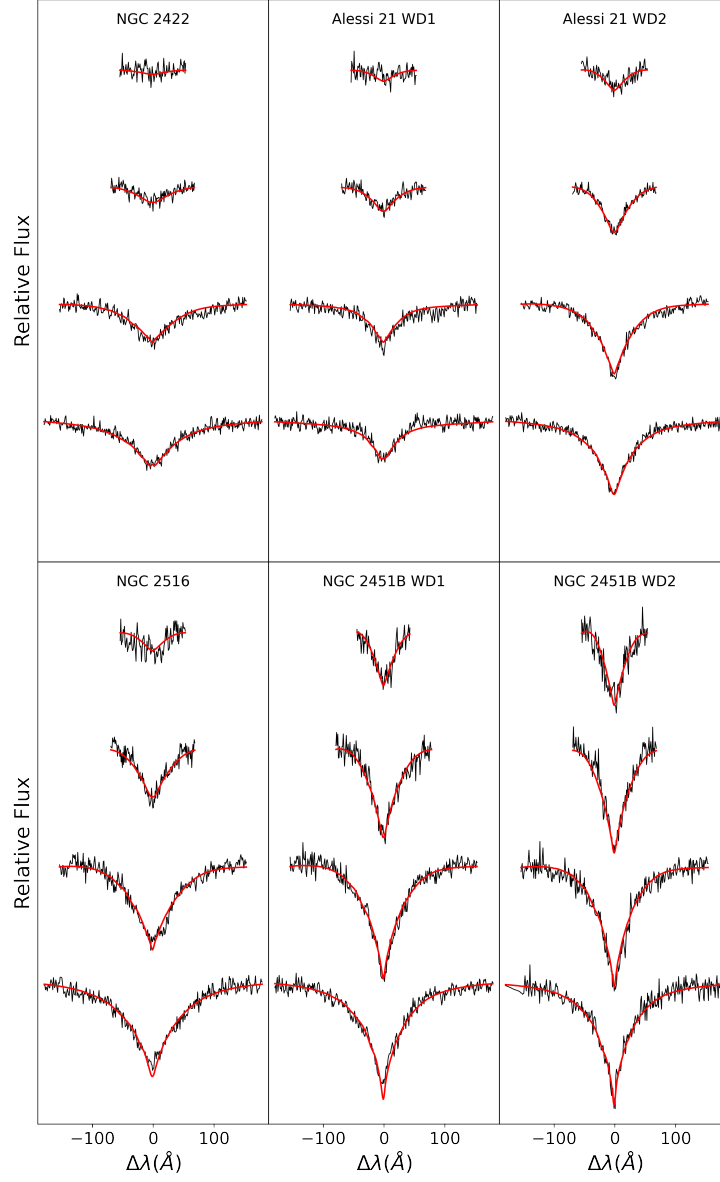 NGC 2422 Alessi 21 WD1 Alessi 21 WD2
Relative Flux
NGC 2516 NGC 2451B WD1 NGC 2451B WD2
Relative Flux
−100 0 100 −100 0 100 −100 0 100
Δλ(Å) Δλ(Å) Δλ(Å)